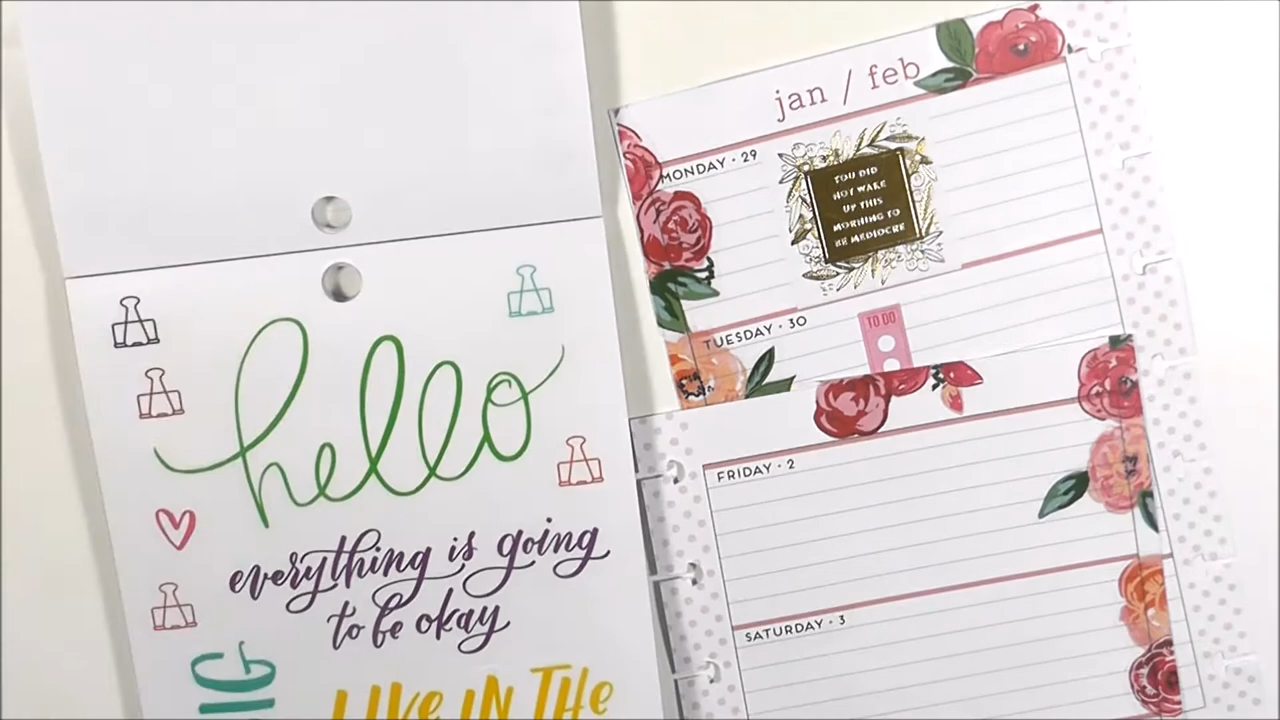 hello
everything is going
to be okay
IG
LIVE IN THE
jan / feb
MONDAY · 29
YOU DID
NOT WAKE
UP THIS
MORNING TO
BE MEDIOCRE
TUESDAY · 30
TO DO
FRIDAY · 2
SATURDAY · 3